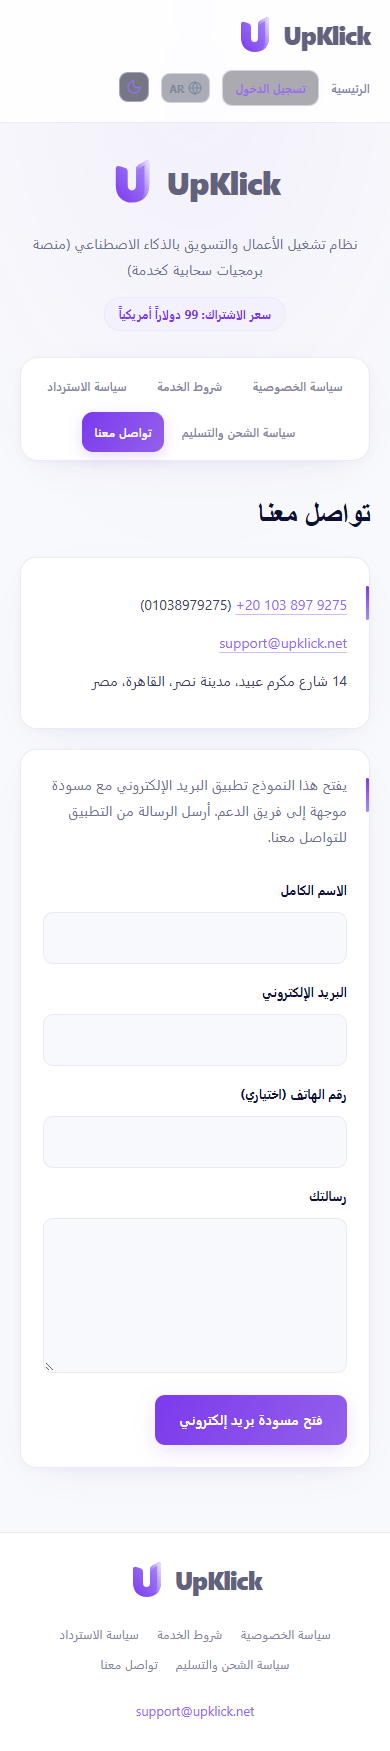 UpKlick
الرئيسية
تسجيل الدخول
AR
UpKlick
نظام تشغيل الأعمال والتسويق بالذكاء الاصطناعي (منصة
برمجيات سحابية كخدمة)
سعر الاشتراك: 99 دولاراً أمريكياً
سياسة الخصوصية
شروط الخدمة
سياسة الاسترداد
سياسة الشحن والتسليم
تواصل معنا
تواصل معنا
+20 103 897 9275 (01038979275)
support@upklick.net
14 شارع مكرم عبيد، مدينة نصر، القاهرة، مصر
يفتح هذا النموذج تطبيق البريد الإلكتروني مع مسودة
موجهة إلى فريق الدعم. أرسل الرسالة من التطبيق
للتواصل معنا.
الاسم الكامل
البريد الإلكتروني
رقم الهاتف (اختياري)
رسالتك
فتح مسودة بريد إلكتروني
UpKlick
سياسة الخصوصية
شروط الخدمة
سياسة الاسترداد
سياسة الشحن والتسليم
تواصل معنا
support@upklick.net